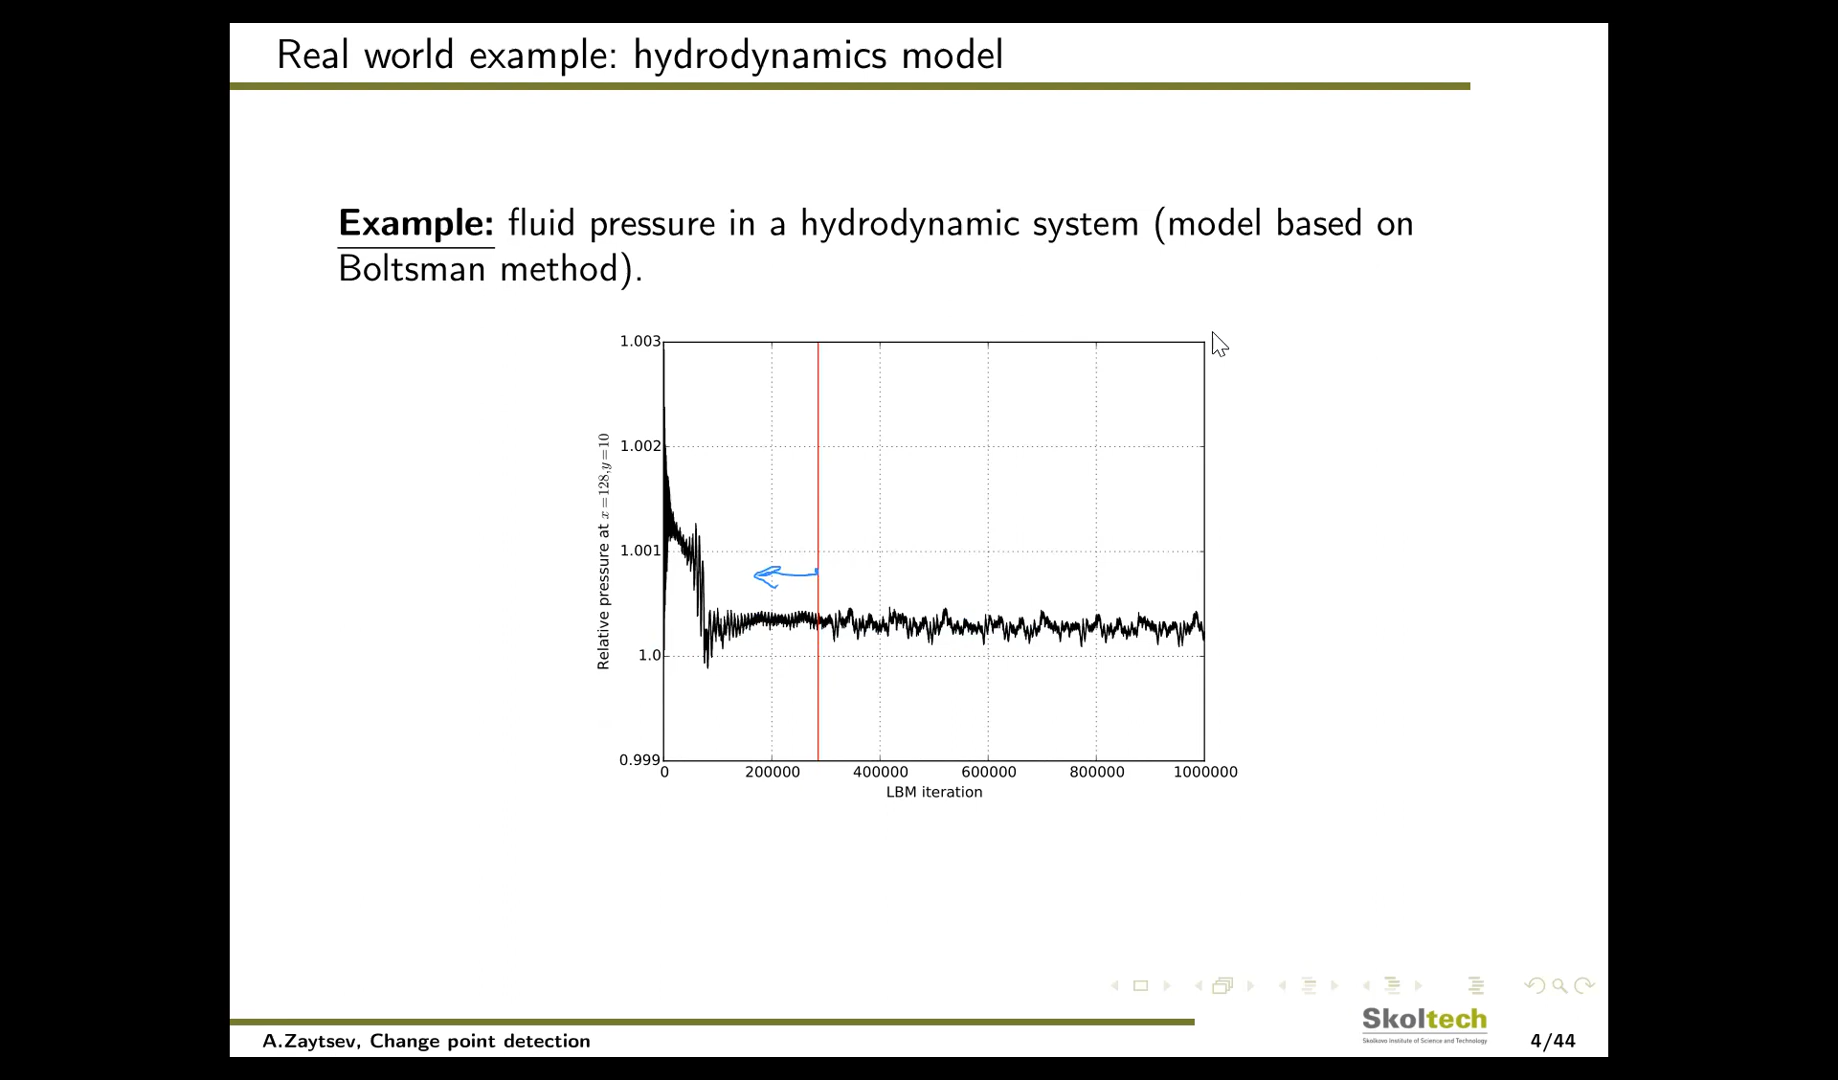 Real world example: hydrodynamics model
Example: fluid pressure in a hydrodynamic system (model based on
Boltsman method).
1.003
1.002
1.001
1.0
0.999
Relative pressure at x=128,y=10
0 200000 400000 600000 800000 1000000
LBM iteration
Skoltech
Skolkovo Institute of Science and Technology
A.Zaytsev, Change point detection
4/44